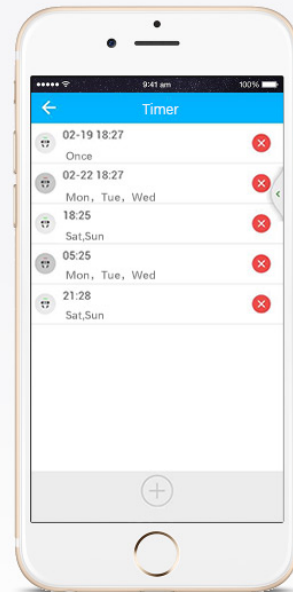 9:41 am 100%
Timer
02-19 18:27
Once
02-22 18:27
Mon, Tue, Wed
18:25
Sat,Sun
05:25
Mon, Tue, Wed
21:28
Sat,Sun